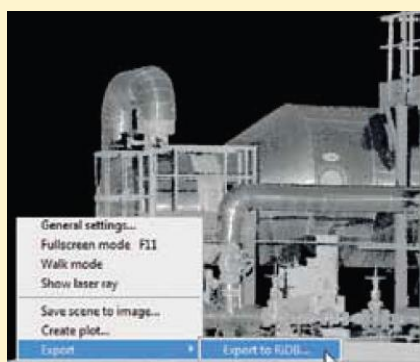 General settings...
Fullscreen mode F11
Walk mode
Show laser ray
Save scene to image...
Create plot...
Export
Export to RiDB...